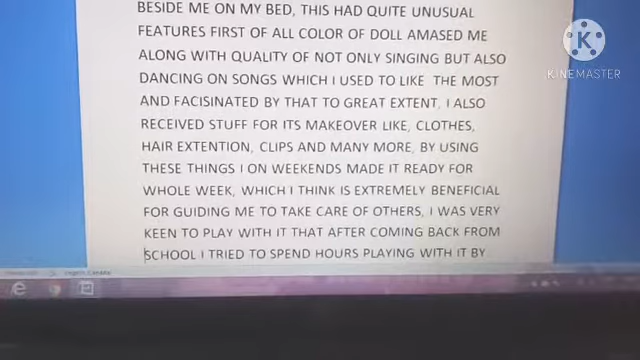 BESIDE ME ON MY BED, THIS HAD QUITE UNUSUAL
FEATURES FIRST OF ALL COLOR OF DOLL AMASED ME
ALONG WITH QUALITY OF NOT ONLY SINGING BUT ALSO
DANCING ON SONGS WHICH I USED TO LIKE THE MOST
AND FACISINATED BY THAT TO GREAT EXTENT, I ALSO
RECEIVED STUFF FOR ITS MAKEOVER LIKE, CLOTHES,
HAIR EXTENTION, CLIPS AND MANY MORE, BY USING
THESE THINGS I ON WEEKENDS MADE IT READY FOR
WHOLE WEEK, WHICH I THINK IS EXTREMELY BENEFICIAL
FOR GUIDING ME TO TAKE CARE OF OTHERS, I WAS VERY
KEEN TO PLAY WITH IT THAT AFTER COMING BACK FROM
SCHOOL I TRIED TO SPEND HOURS PLAYING WITH IT BY
KINEMASTER